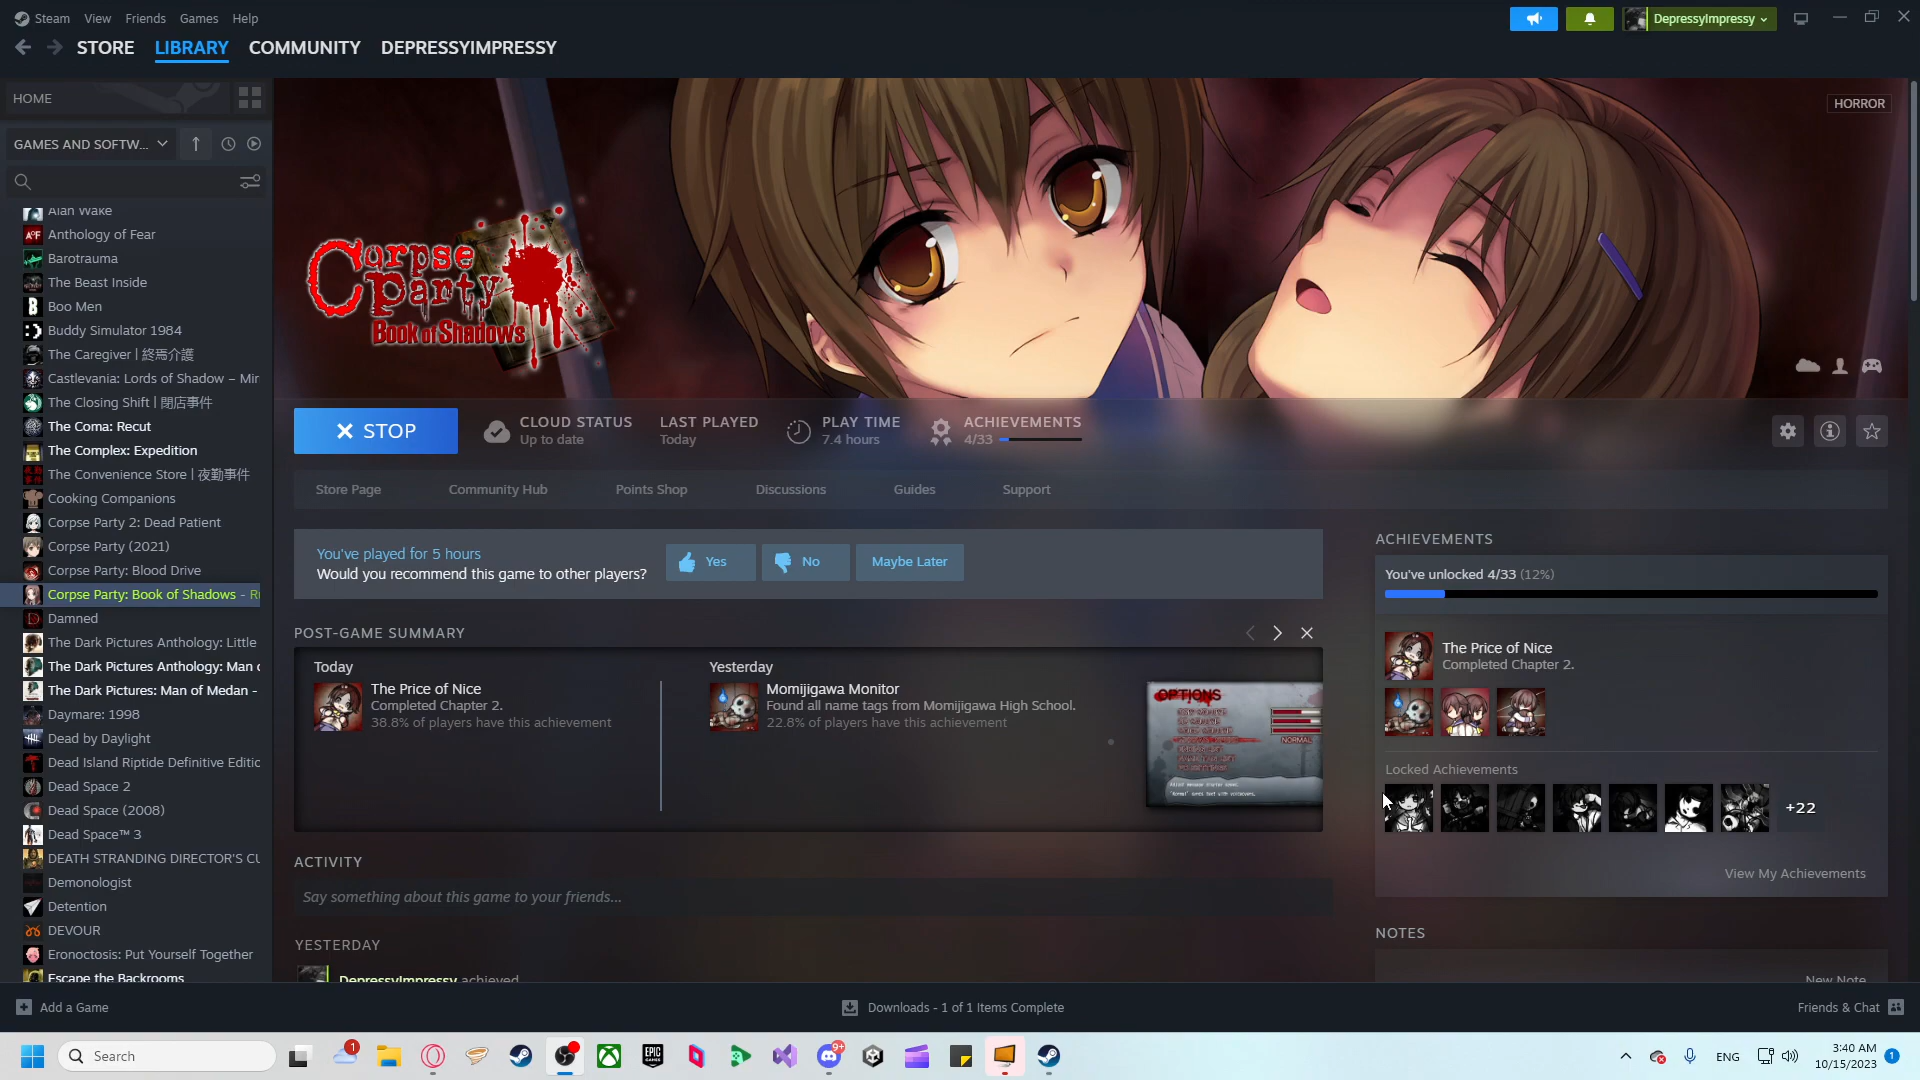 Steam View Friends Games Help
DepressyImpressy
STORE LIBRARY COMMUNITY DEPRESSYIMPRESSY
HOME
GAMES AND SOFTW...
Alan Wake
Anthology of Fear
Barotrauma
The Beast Inside
Boo Men
Buddy Simulator 1984
The Caregiver | 終焉介護
Castlevania: Lords of Shadow – Mir
The Closing Shift | 閉店事件
The Coma: Recut
The Complex: Expedition
The Convenience Store | 夜勤事件
Cooking Companions
Corpse Party 2: Dead Patient
Corpse Party (2021)
Corpse Party: Blood Drive
Corpse Party: Book of Shadows - R
Damned
The Dark Pictures Anthology: Little
The Dark Pictures Anthology: Man
The Dark Pictures: Man of Medan -
Daymare: 1998
Dead by Daylight
Dead Island Riptide Definitive Editic
Dead Space 2
Dead Space (2008)
Dead Space™ 3
DEATH STRANDING DIRECTOR'S CU
Demonologist
Detention
DEVOUR
Eronoctosis: Put Yourself Together
Escape the Backrooms
HORROR
Corpse
Party
Book of Shadows
STOP
CLOUD STATUS
Up to date
LAST PLAYED
Today
PLAY TIME
7.4 hours
ACHIEVEMENTS
4/33
Store Page Community Hub Points Shop Discussions Guides Support
You've played for 5 hours
Would you recommend this game to other players?
Yes No Maybe Later
POST-GAME SUMMARY
Today
The Price of Nice
Completed Chapter 2.
38.8% of players have this achievement
Yesterday
Momijigawa Monitor
Found all name tags from Momijigawa High School.
22.8% of players have this achievement
OPTIONS
NORMAL
ACTIVITY
Say something about this game to your friends...
YESTERDAY
DepressyImpressy achieved
ACHIEVEMENTS
You've unlocked 4/33 (12%)
The Price of Nice
Completed Chapter 2.
Locked Achievements
+22
View My Achievements
NOTES
New Note
Add a Game
Downloads - 1 of 1 Items Complete
Friends & Chat
Search
1
EPIC
GAMES
9+
ENG
3:40 AM
10/15/2023
1